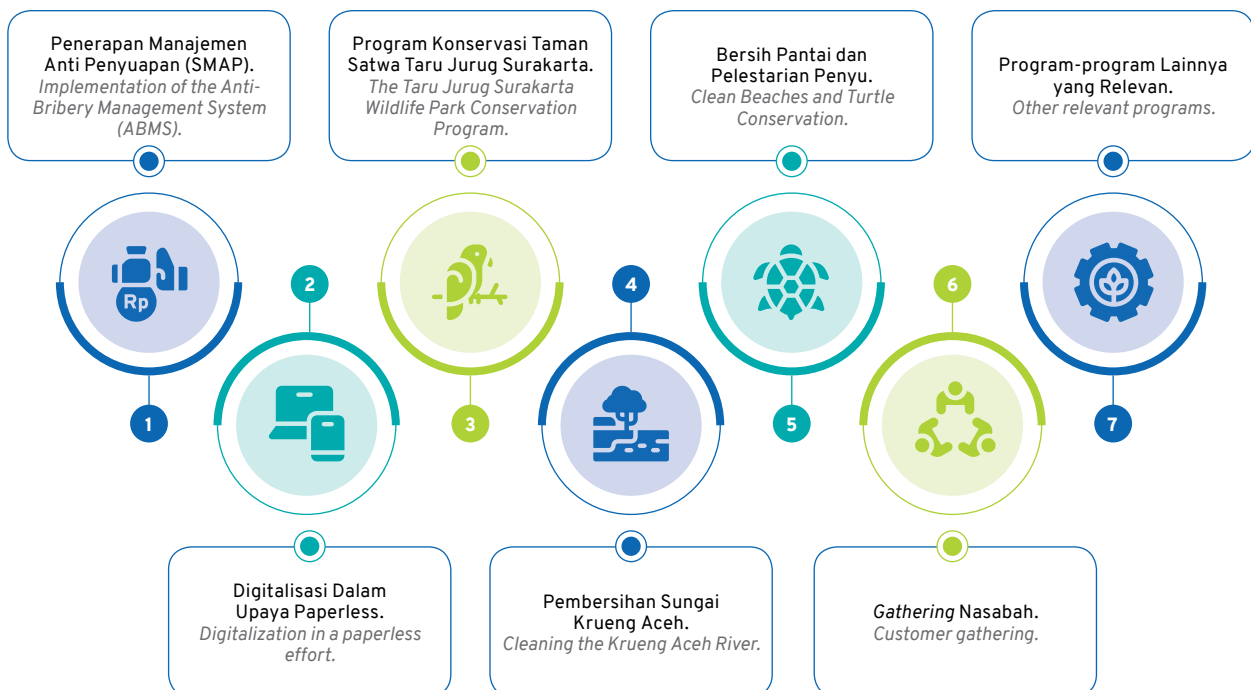 Penerapan Manajemen
Anti Penyuapan (SMAP).
Implementation of the Anti-
Bribery Management System
(ABMS).
Program Konservasi Taman
Satwa Taru Jurug Surakarta.
The Taru Jurug Surakarta
Wildlife Park Conservation
Program.
Bersih Pantai dan
Pelestarian Penyu.
Clean Beaches and Turtle
Conservation.
Program-program Lainnya
yang Relevan.
Other relevant programs.
Rp
2
4
6
1
3
5
7
Digitalisasi Dalam
Upaya Paperless.
Digitalization in a paperless
effort.
Pembersihan Sungai
Krueng Aceh.
Cleaning the Krueng Aceh River.
Gathering Nasabah.
Customer gathering.